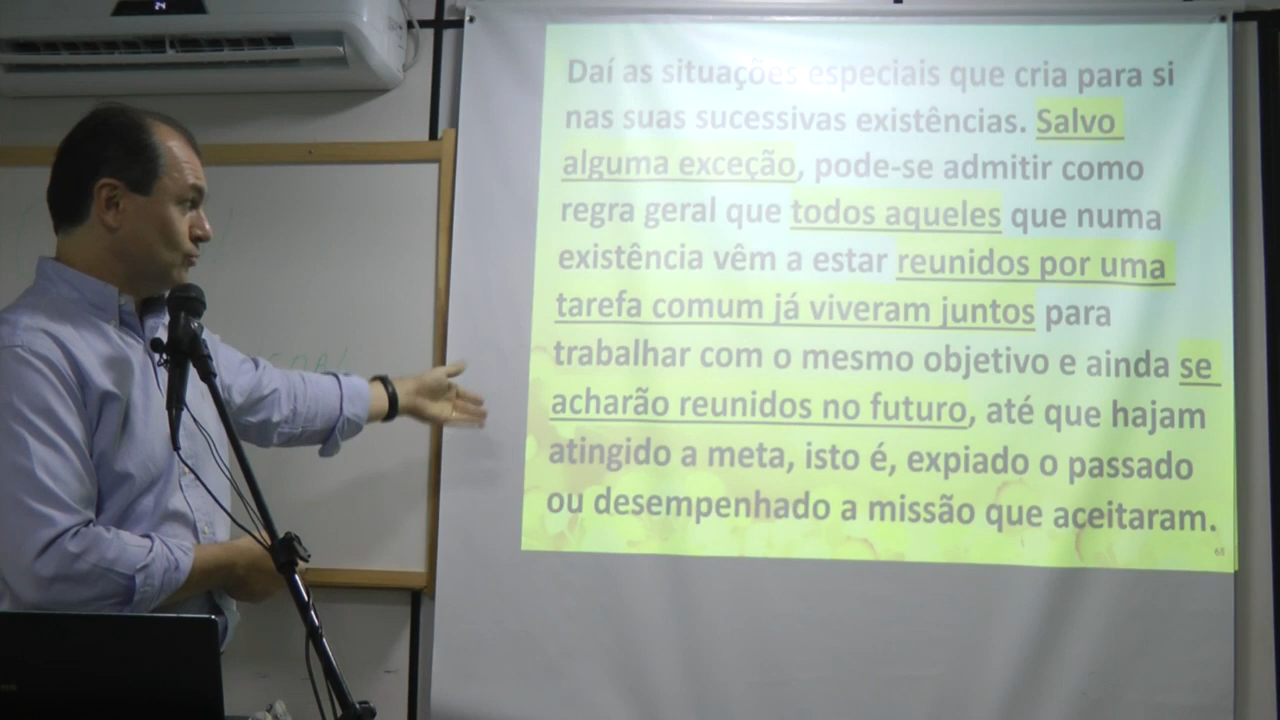 24
Daí as situações especiais que cria para si
nas suas sucessivas existências. Salvo
alguma exceção, pode-se admitir como
regra geral que todos aqueles que numa
existência vêm a estar reunidos por uma
tarefa comum já viveram juntos para
trabalhar com o mesmo objetivo e ainda se
acharão reunidos no futuro, até que hajam
atingido a meta, isto é, expiado o passado
ou desempenhado a missão que aceitaram.